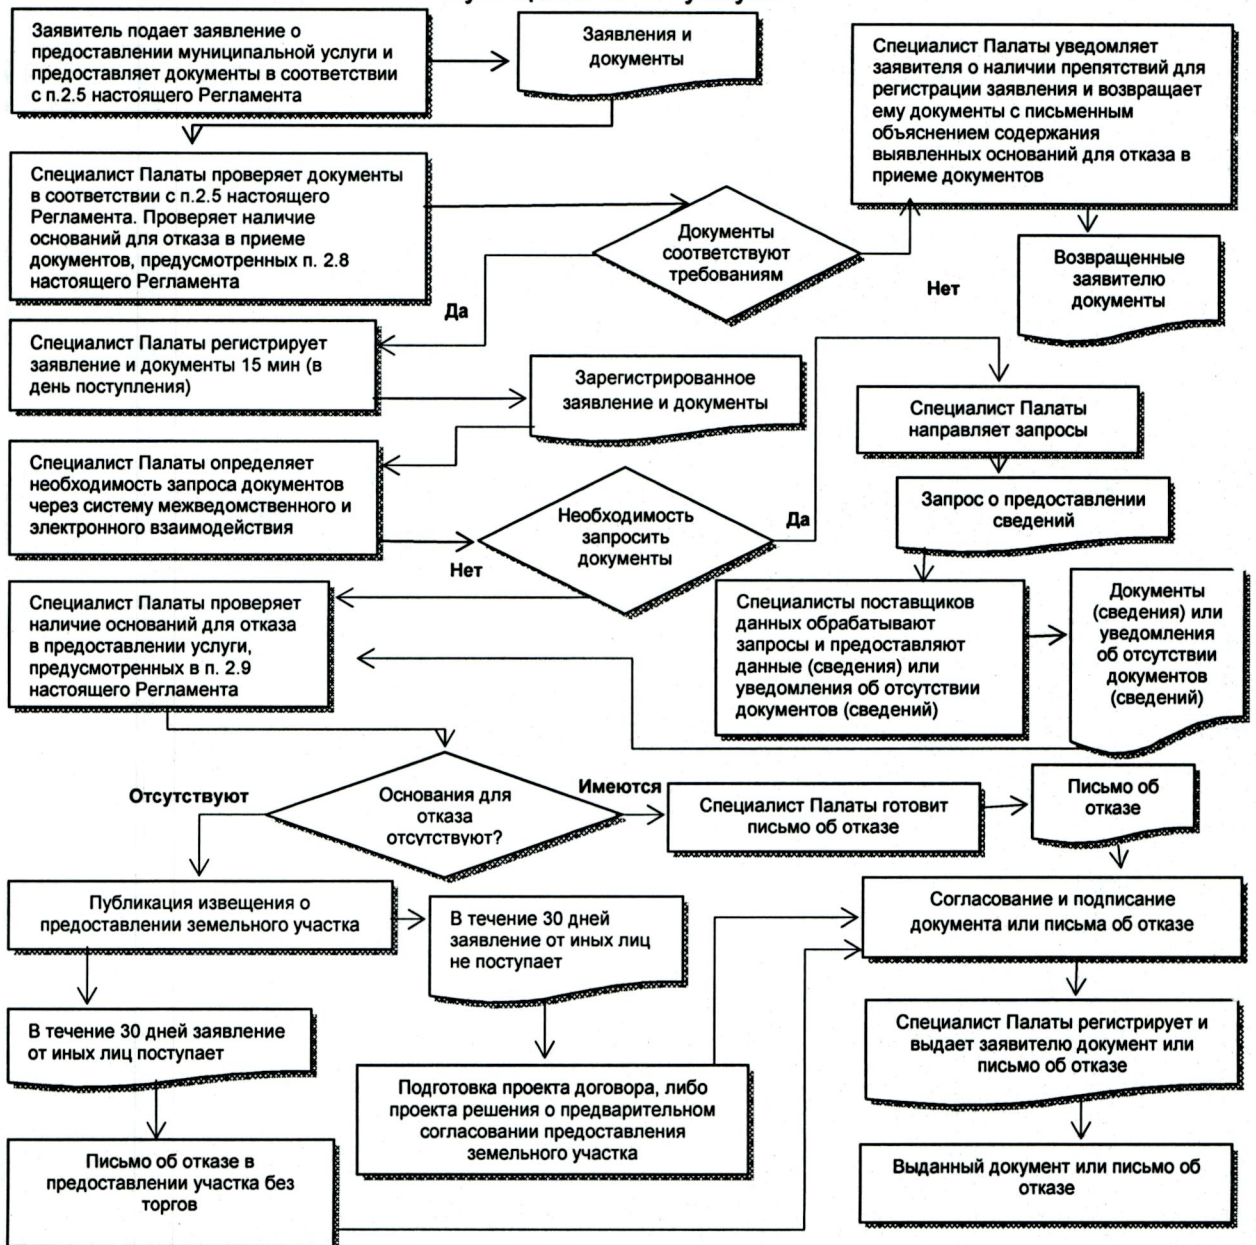 Заявитель подает заявление о
предоставлении муниципальной услуги и
предоставляет документы в соответствии
с п.2.5 настоящего Регламента
Заявления и
документы
Специалист Палаты уведомляет
заявителя о наличии препятствий для
регистрации заявления и возвращает
ему документы с письменным
объяснением содержания
выявленных оснований для отказа в
приеме документов
Специалист Палаты проверяет документы
в соответствии с п.2.5 настоящего
Регламента. Проверяет наличие
оснований для отказа в приеме
документов, предусмотренных п. 2.8
настоящего Регламента
Документы
соответствуют
требованиям
Возвращенные
заявителю
документы
Нет
Да
Специалист Палаты регистрирует
заявление и документы 15 мин (в
день поступления)
Зарегистрированное
заявление и документы
Специалист Палаты
направляет запросы
Специалист Палаты определяет
необходимость запроса документов
через систему межведомственного и
электронного взаимодействия
Необходимость
запросить
документы
Да
Нет
Запрос о предоставлении
сведений
Специалист Палаты проверяет
наличие оснований для отказа
в предоставлении услуги,
предусмотренных в п. 2.9
настоящего Регламента
Специалисты поставщиков
данных обрабатывают
запросы и предоставляют
данные (сведения) или
уведомления об отсутствии
документов (сведений)
Документы
(сведения) или
уведомления
об отсутствии
документов
(сведений)
Отсутствуют
Основания для
отказа
отсутствуют?
Имеются
Специалист Палаты готовит
письмо об отказе
Письмо об
отказе
Публикация извещения о
предоставлении земельного участка
В течение 30 дней
заявление от иных лиц
не поступает
Согласование и подписание
документа или письма об отказе
В течение 30 дней заявление
от иных лиц поступает
Подготовка проекта договора, либо
проекта решения о предварительном
согласовании предоставления
земельного участка
Специалист Палаты регистрирует и
выдает заявителю документ или
письмо об отказе
Письмо об отказе в
предоставлении участка без
торгов
Выданный документ или письмо об
отказе